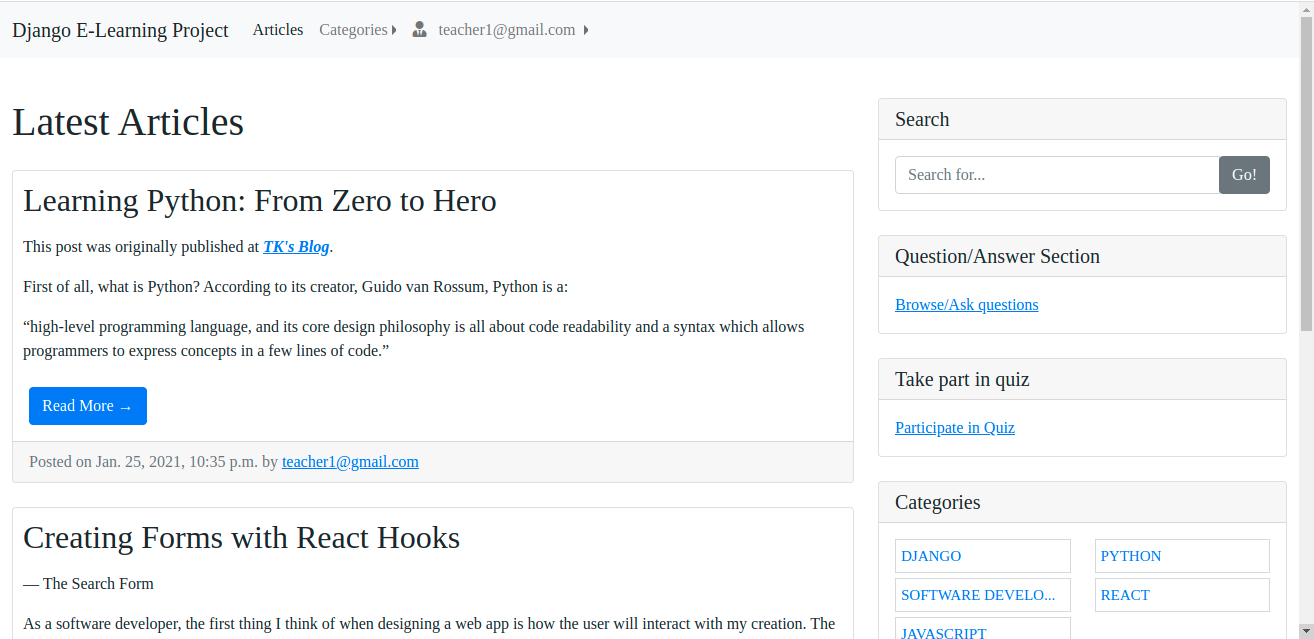 Django E-Learning Project Articles Categories teacher1@gmail.com
Latest Articles
Learning Python: From Zero to Hero
This post was originally published at TK's Blog.
First of all, what is Python? According to its creator, Guido van Rossum, Python is a:
“high-level programming language, and its core design philosophy is all about code readability and a syntax which allows
programmers to express concepts in a few lines of code.”
Read More →
Posted on Jan. 25, 2021, 10:35 p.m. by teacher1@gmail.com
Creating Forms with React Hooks
— The Search Form
As a software developer, the first thing I think of when designing a web app is how the user will interact with my creation. The
Search
Search for... Go!
Question/Answer Section
Browse/Ask questions
Take part in quiz
Participate in Quiz
Categories
DJANGO PYTHON
SOFTWARE DEVELO... REACT
JAVASCRIPT